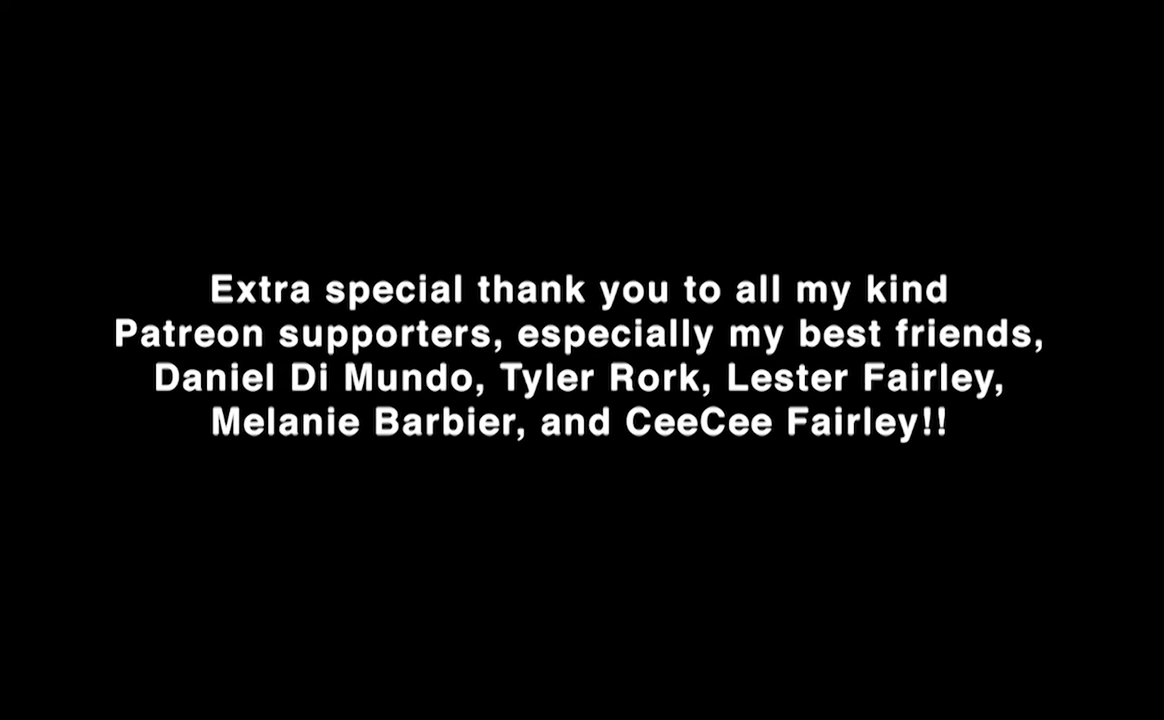 Extra special thank you to all my kind
Patreon supporters, especially my best friends,
Daniel Di Mundo, Tyler Rork, Lester Fairley,
Melanie Barbier, and CeeCee Fairley!!